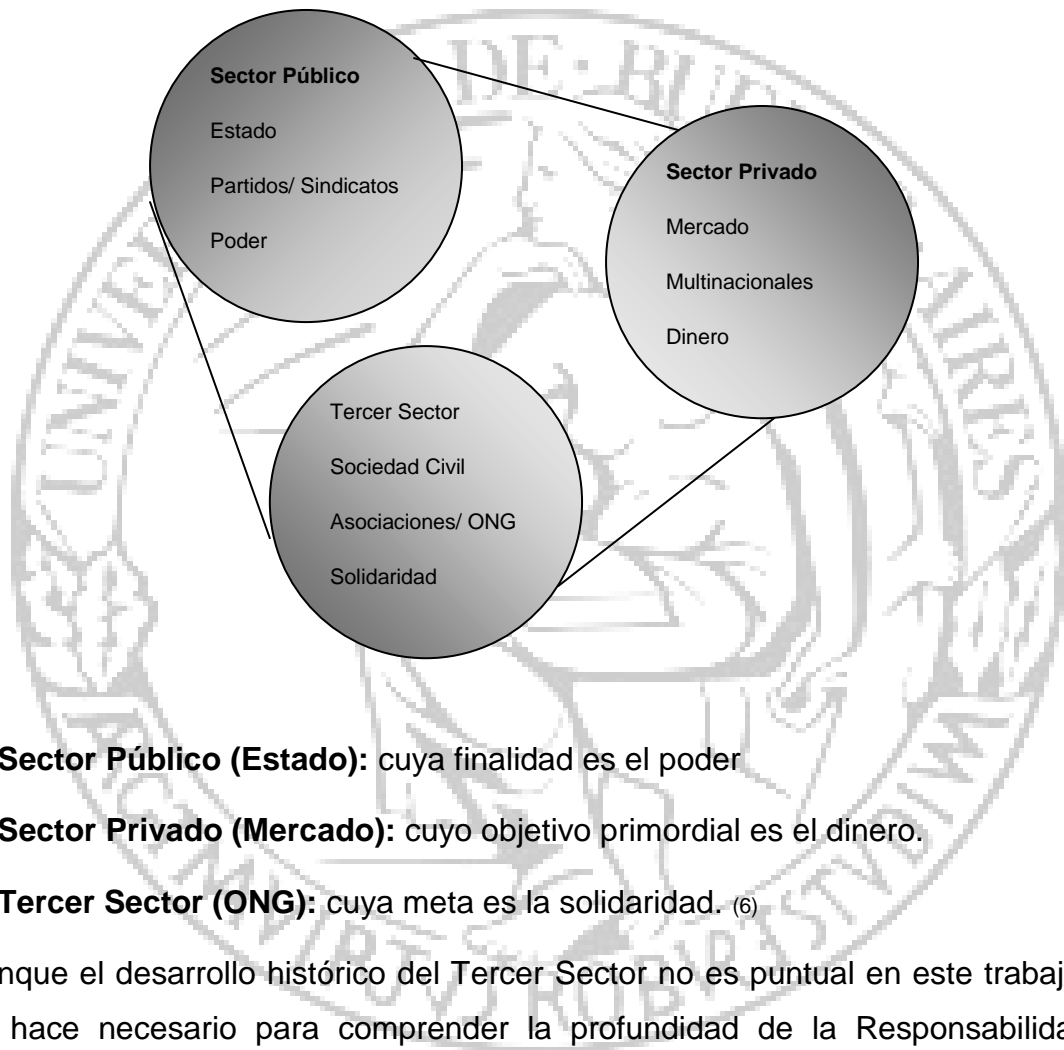 Sector Público
Estado
Partidos/ Sindicatos
Poder
Sector Privado
Mercado
Multinacionales
Dinero
Tercer Sector
Sociedad Civil
Asociaciones/ ONG
Solidaridad
Sector Público (Estado): cuya finalidad es el poder
Sector Privado (Mercado): cuyo objetivo primordial es el dinero.
Tercer Sector (ONG): cuya meta es la solidaridad. (6)
nque el desarrollo histórico del Tercer Sector no es puntual en este trabaj
hace necesario para comprender la profundidad de la Responsabilida